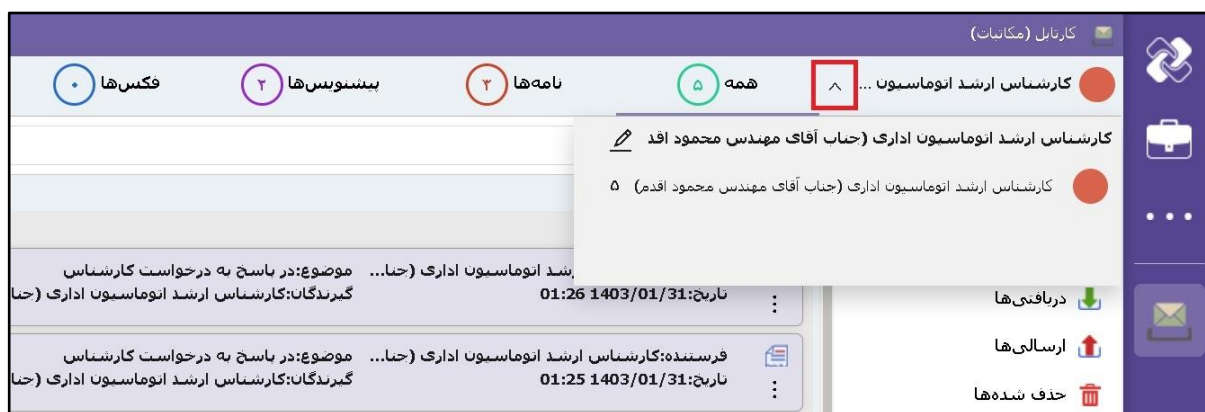 کارتابل (مکاتبات)
کارشناس ارشد اتوماسیون ...
همه ۵
نامه‌ها ۳
پیشنویس‌ها ۲
فکس‌ها ۰
کارشناس ارشد اتوماسیون اداری (جناب آقای مهندس محمود اقد
کارشناس ارشد اتوماسیون اداری (جناب آقای مهندس محمود اقدم) ۵
رشد اتوماسیون اداری (جنا... موضوع:در پاسخ به درخواست کارشناس
تاریخ:1403/01/31 01:26 گیرندگان:کارشناس ارشد اتوماسیون اداری (جنا
فرستنده:کارشناس ارشد اتوماسیون اداری (جنا... موضوع:در پاسخ به درخواست کارشناس
تاریخ:1403/01/31 01:25 گیرندگان:کارشناس ارشد اتوماسیون اداری (جنا
دریافتی‌ها
ارسالی‌ها
حذف شده‌ها